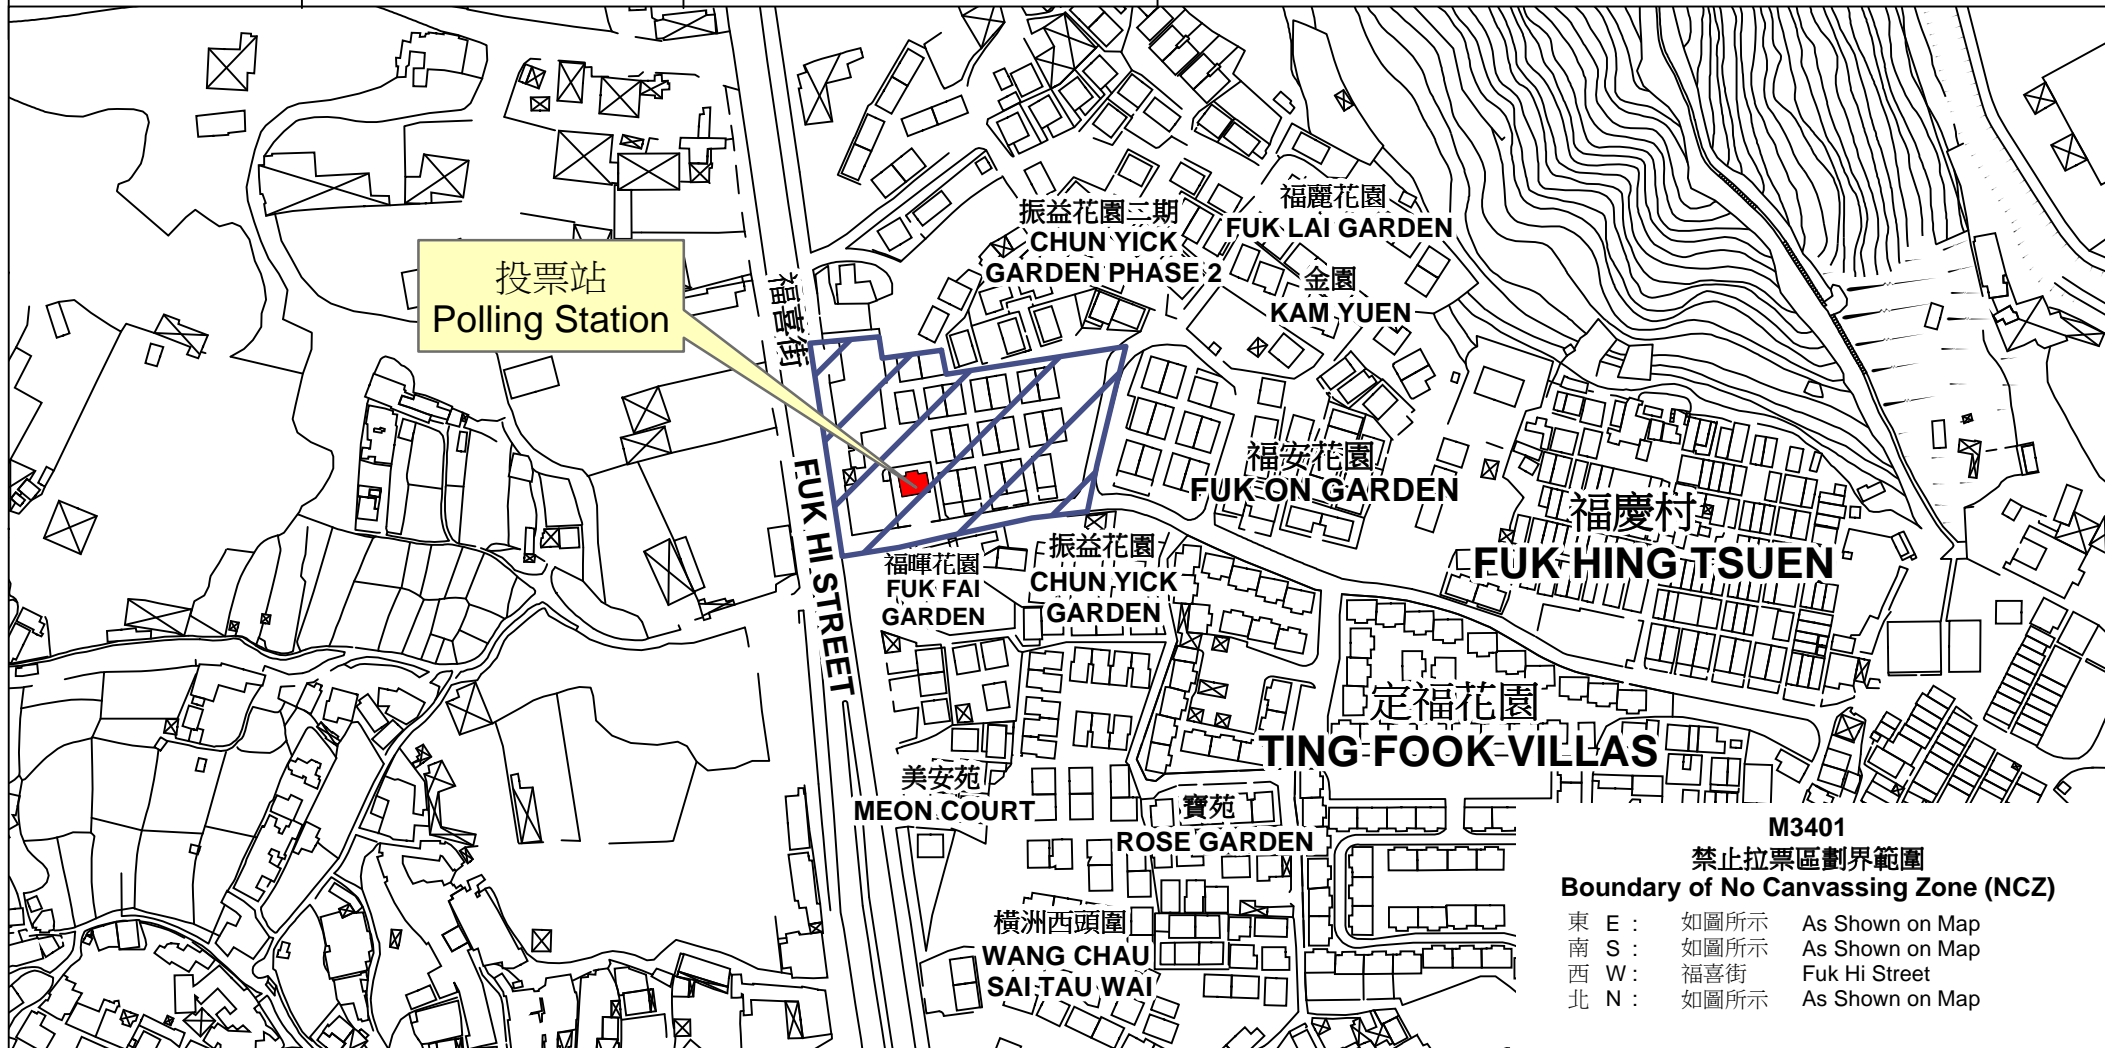 福麗花園
FUK LAI GARDEN
振益花園二期
CHUN YICK
GARDEN PHASE 2
金園
KAM YUEN
投票站
Polling Station
福喜街
FUK HI STREET
福安花園
FUK ON GARDEN
福慶村
FUK HING TSUEN
福暉花園
FUK FAI
GARDEN
振益花園
CHUN YICK
GARDEN
定福花園
TING FOOK VILLAS
美安苑
MEON COURT
寶苑
ROSE GARDEN
橫洲西頭圍
WANG CHAU
SAI TAU WAI
M3401
禁止拉票區劃界範圍
Boundary of No Canvassing Zone (NCZ)
東 E : 如圖所示 As Shown on Map
南 S : 如圖所示 As Shown on Map
西 W : 福喜街 Fuk Hi Street
北 N : 如圖所示 As Shown on Map